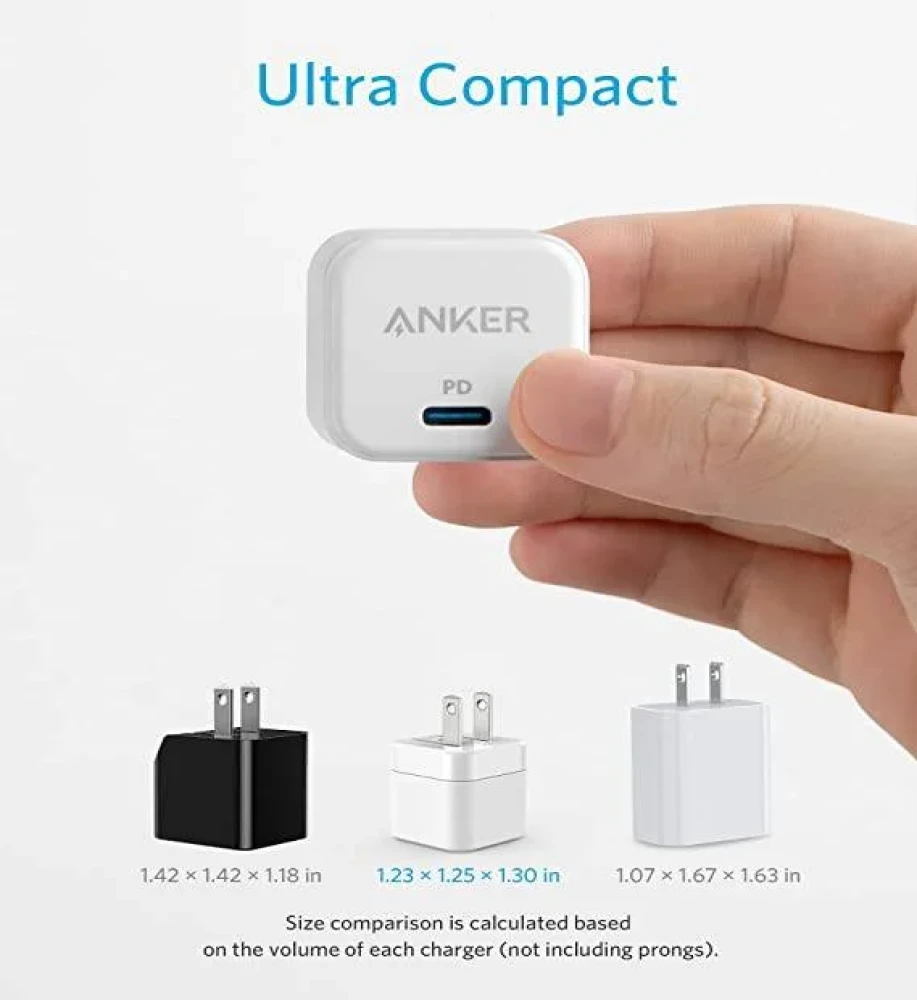 Ultra Compact
ANKER
PD
1.42 × 1.42 × 1.18 in
1.23 × 1.25 × 1.30 in
1.07 × 1.67 × 1.63 in
Size comparison is calculated based
on the volume of each charger (not including prongs).